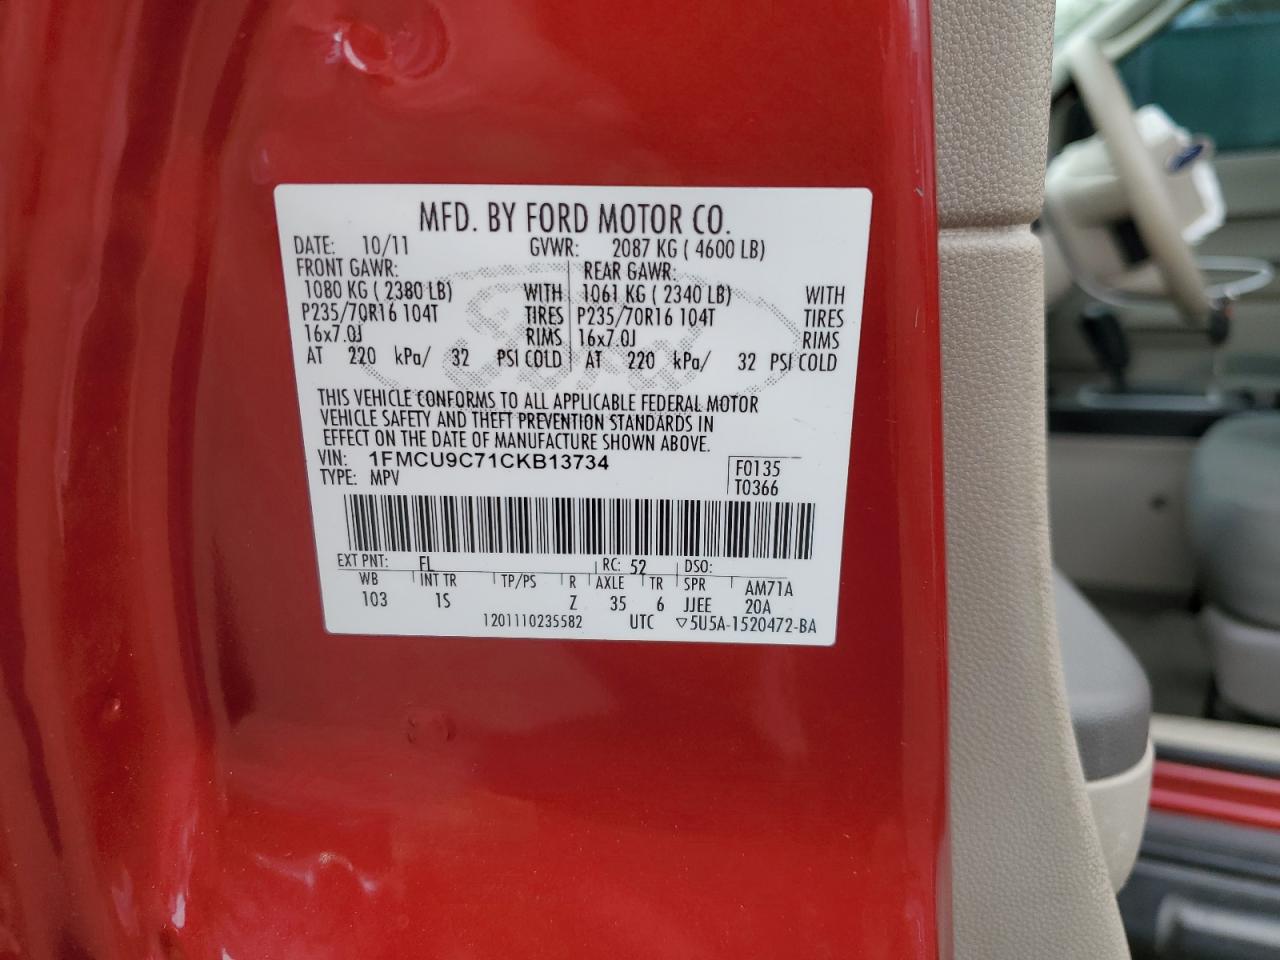 MFD. BY FORD MOTOR CO.
DATE: 10/11 GVWR: 2087 KG ( 4600 LB)
FRONT GAWR: REAR GAWR:
1080 KG ( 2380 LB) WITH 1061 KG ( 2340 LB) WITH
P235/70R16 104T TIRES P235/70R16 104T TIRES
16x7.0J RIMS 16x7.0J RIMS
AT 220 kPa/ 32 PSI COLD AT 220 kPa/ 32 PSI COLD
Ford
THIS VEHICLE CONFORMS TO ALL APPLICABLE FEDERAL MOTOR
VEHICLE SAFETY AND THEFT PREVENTION STANDARDS IN
EFFECT ON THE DATE OF MANUFACTURE SHOWN ABOVE.
VIN: 1FMCU9C71CKB13734 F0135
TYPE: MPV T0366
EXT PNT: FL RC: 52 DSO:
WB INT TR TP/PS R AXLE TR SPR AM71A
103 1S Z 35 6 JJEE 20A
1201110235582 UTC ▽5U5A-1520472-BA